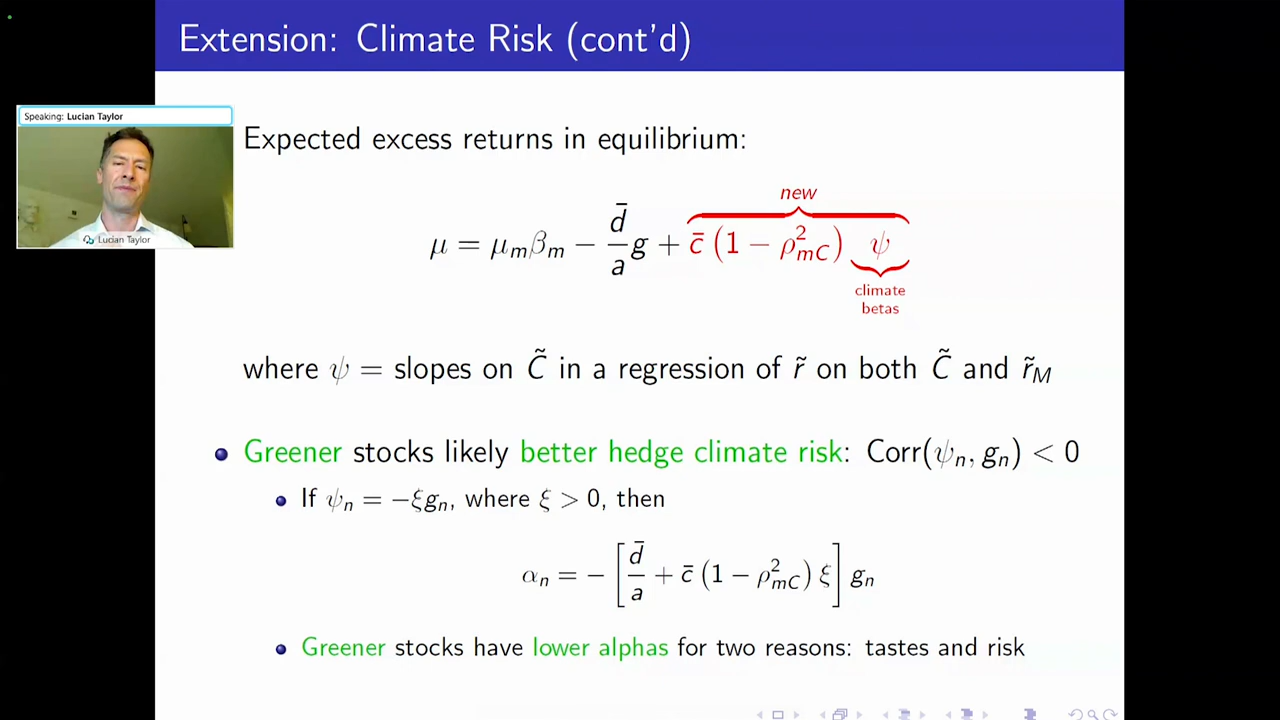 Extension: Climate Risk (cont'd)
Speaking: Lucian Taylor
Lucian Taylor
Expected excess returns in equilibrium:
new
μ = μ_m β_m − (d̄/a) g + c̄ (1 − ρ²_mC) ψ
climate
betas
where ψ = slopes on C̃ in a regression of r̃ on both C̃ and r̃_M
Greener stocks likely better hedge climate risk: Corr(ψ_n, g_n) < 0
If ψ_n = −ξg_n, where ξ > 0, then
α_n = − [d̄/a + c̄ (1 − ρ²_mC) ξ] g_n
Greener stocks have lower alphas for two reasons: tastes and risk